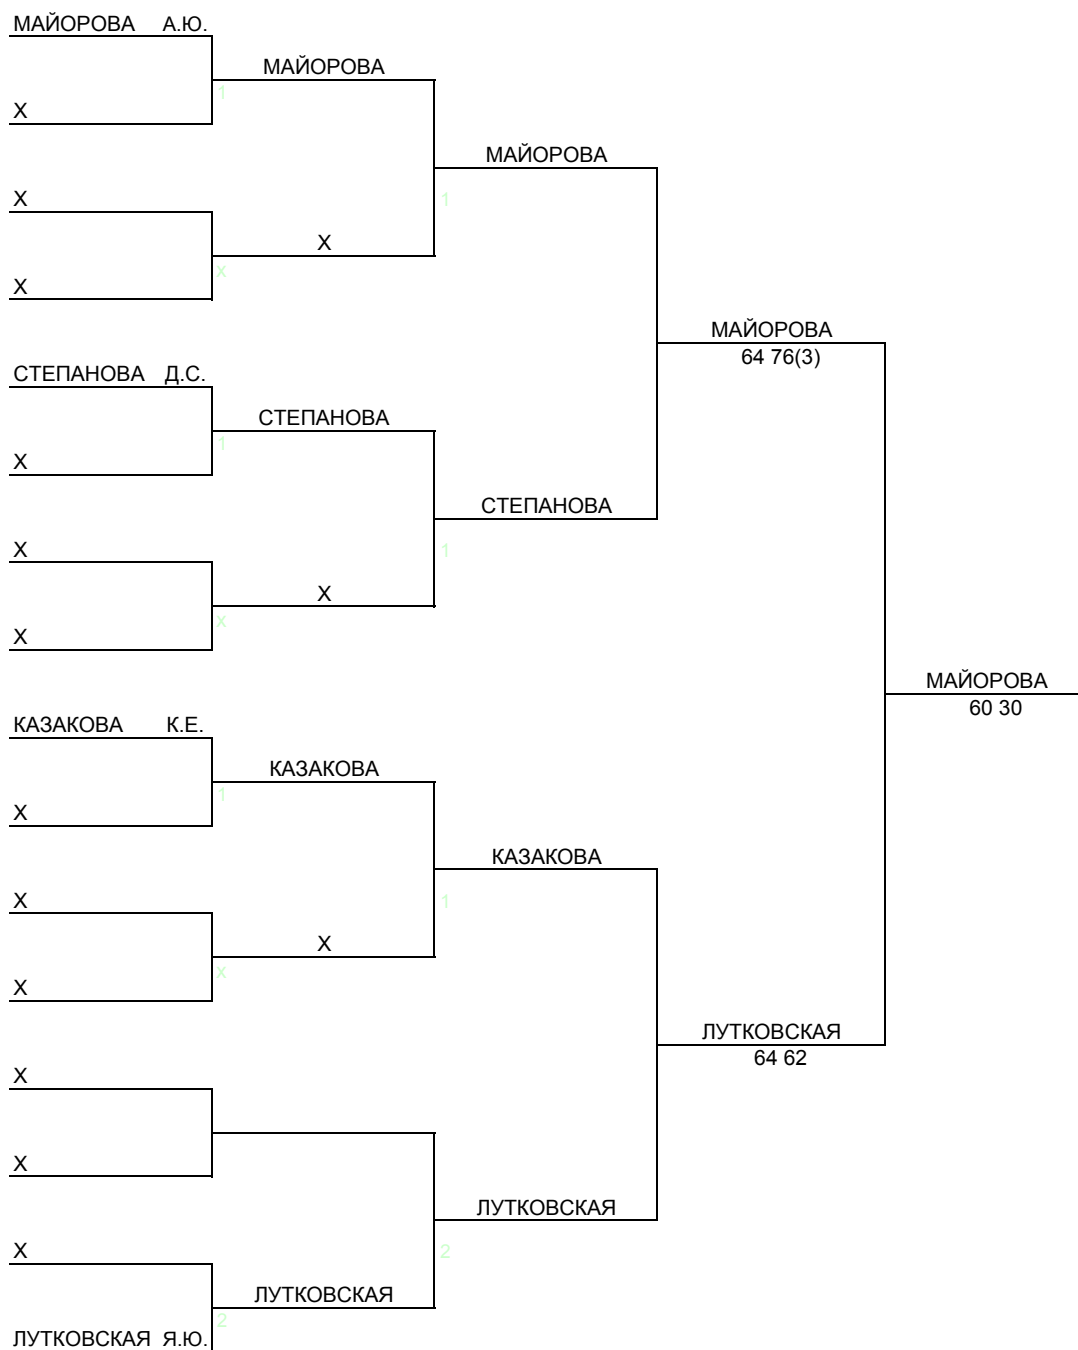 МАЙОРОВА А.Ю.
МАЙОРОВА
1
X
МАЙОРОВА
1
X
X
x
X
МАЙОРОВА
64 76(3)
СТЕПАНОВА Д.С.
СТЕПАНОВА
1
X
СТЕПАНОВА
1
X
X
x
X
МАЙОРОВА
60 30
КАЗАКОВА К.Е.
КАЗАКОВА
1
X
КАЗАКОВА
1
X
X
x
X
ЛУТКОВСКАЯ
64 62
X
X
ЛУТКОВСКАЯ
2
X
ЛУТКОВСКАЯ
2
ЛУТКОВСКАЯ Я.Ю.